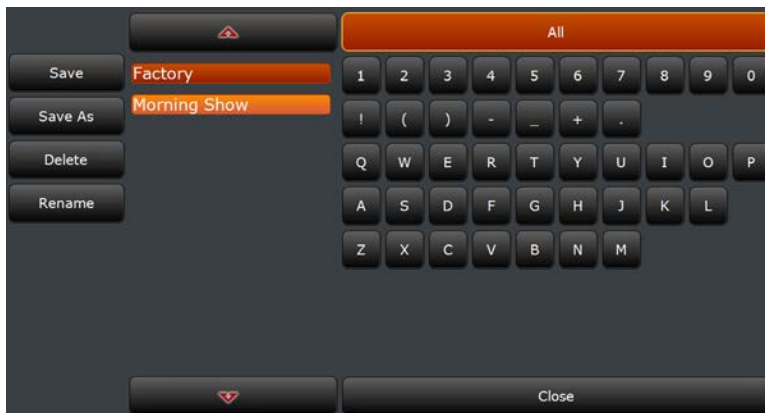 All
Save Factory 1 2 3 4 5 6 7 8 9 0
Save As Morning Show ! ( ) - _ + .
Delete Q W E R T Y U I O P
Rename A S D F G H J K L
Z X C V B N M
Close